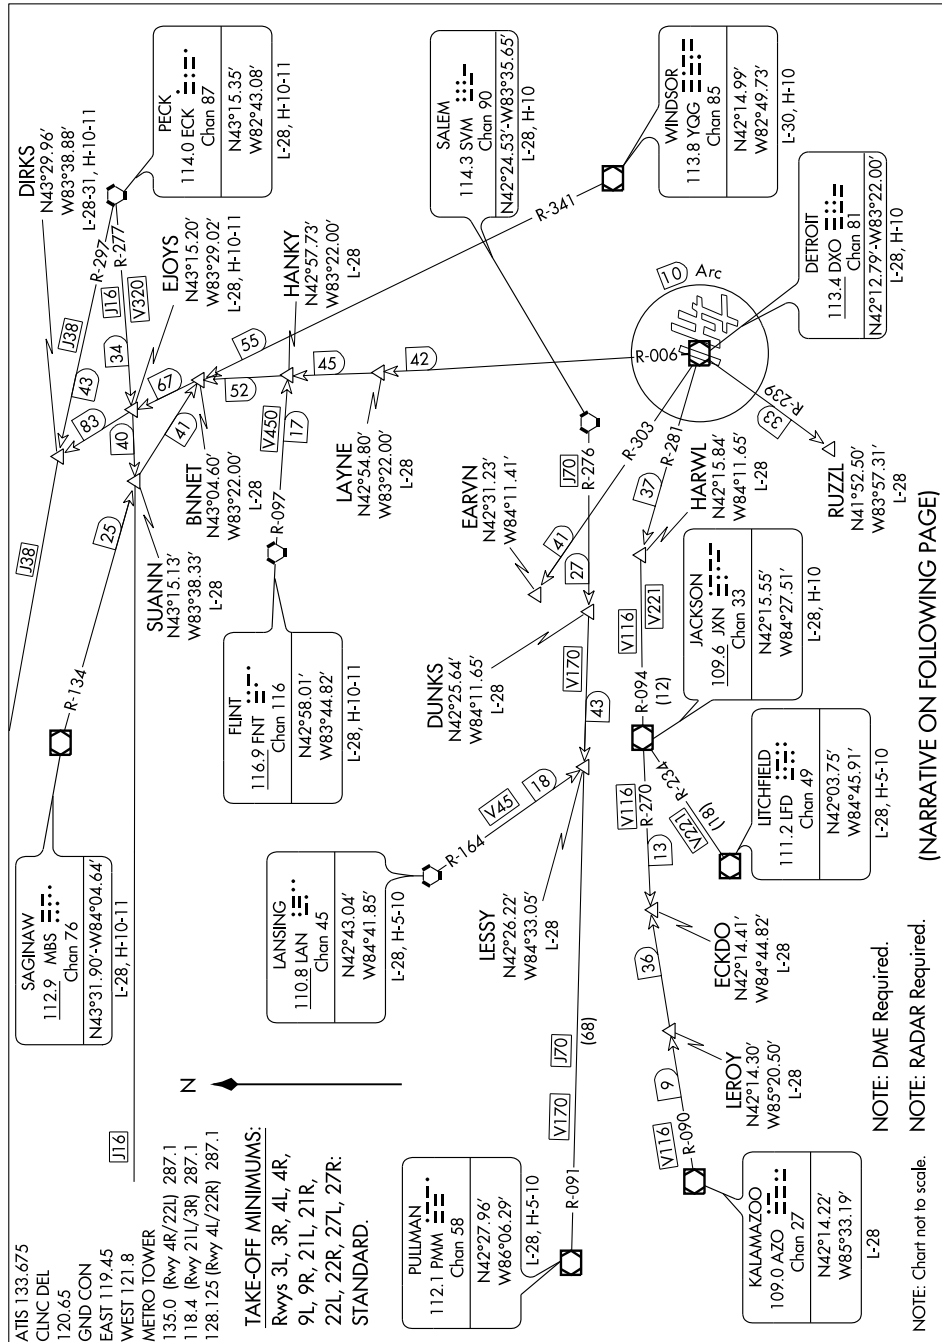 ATIS 133.675
CLNC DEL
120.65
GND CON
EAST 119.45
WEST 121.8
METRO TOWER
135.0 (Rwy 4R/22L) 287.1
118.4 (Rwy 21L/3R) 287.1
128.125 (Rwy 4L/22R) 287.1
TAKE-OFF MINIMUMS:
Rwys 3L, 3R, 4L, 4R,
9L, 9R, 21L, 21R,
22L, 22R, 27L, 27R:
STANDARD.
N
SAGINAW
112.9 MBS
Chan 76
N43°31.90'-W84°04.64'
L-28, H-10-11
R-134
25
J38
J16
DIRKS
N43°29.96'
W83°38.88'
L-28-31, H-10-11
J38
R-297
43
83
PECK
114.0 ECK
Chan 87
N43°15.35'
W82°43.08'
L-28, H-10-11
R-277
J16
V320
34
EJOYS
N43°15.20'
W83°29.02'
L-28, H-10-11
67
40
SUANN
N43°15.13'
W83°38.33'
L-28
41
BNNET
N43°04.60'
W83°22.00'
L-28
55
52
HANKY
N42°57.73'
W83°22.00'
L-28
45
FLINT
116.9 FNT
Chan 116
N42°58.01'
W83°44.82'
L-28, H-10-11
R-097
V450
17
LAYNE
N42°54.80'
W83°22.00'
L-28
42
R-006
SALEM
114.3 SVM
Chan 90
N42°24.53'-W83°35.65'
L-28, H-10
J70
R-276
27
WINDSOR
113.8 YQG
Chan 85
N42°14.99'
W82°49.73'
L-30, H-10
R-341
10 Arc
DETROIT
113.4 DXO
Chan 81
N42°12.79'-W83°22.00'
L-28, H-10
R-303
41
EARVN
N42°31.23'
W84°11.41'
L-28
DUNKS
N42°25.64'
W84°11.65'
L-28
V170
43
LANSING
110.8 LAN
Chan 45
N42°43.04'
W84°41.85'
L-28, H-5-10
R-164
V45
18
LESSY
N42°26.22'
W84°33.05'
L-28
V170
J70
(68)
R-091
PULLMAN
112.1 PMM
Chan 58
N42°27.96'
W86°06.29'
L-28, H-5-10
R-281
37
HARWL
N42°15.84'
W84°11.65'
L-28
R-239
33
RUZZL
N41°52.50'
W83°57.31'
L-28
V116
V221
R-094
(12)
JACKSON
109.6 JXN
Chan 33
N42°15.55'
W84°27.51'
L-28, H-10
V116
R-270
13
R-234
V221
(18)
LITCHFIELD
111.2 LFD
Chan 49
N42°03.75'
W84°45.91'
L-28, H-5-10
ECKDO
N42°14.41'
W84°44.82'
L-28
36
LEROY
N42°14.30'
W85°20.50'
L-28
9
V116
R-090
KALAMAZOO
109.0 AZO
Chan 27
N42°14.22'
W85°33.19'
L-28
NOTE: DME Required.
NOTE: RADAR Required.
NOTE: Chart not to scale.
(NARRATIVE ON FOLLOWING PAGE)